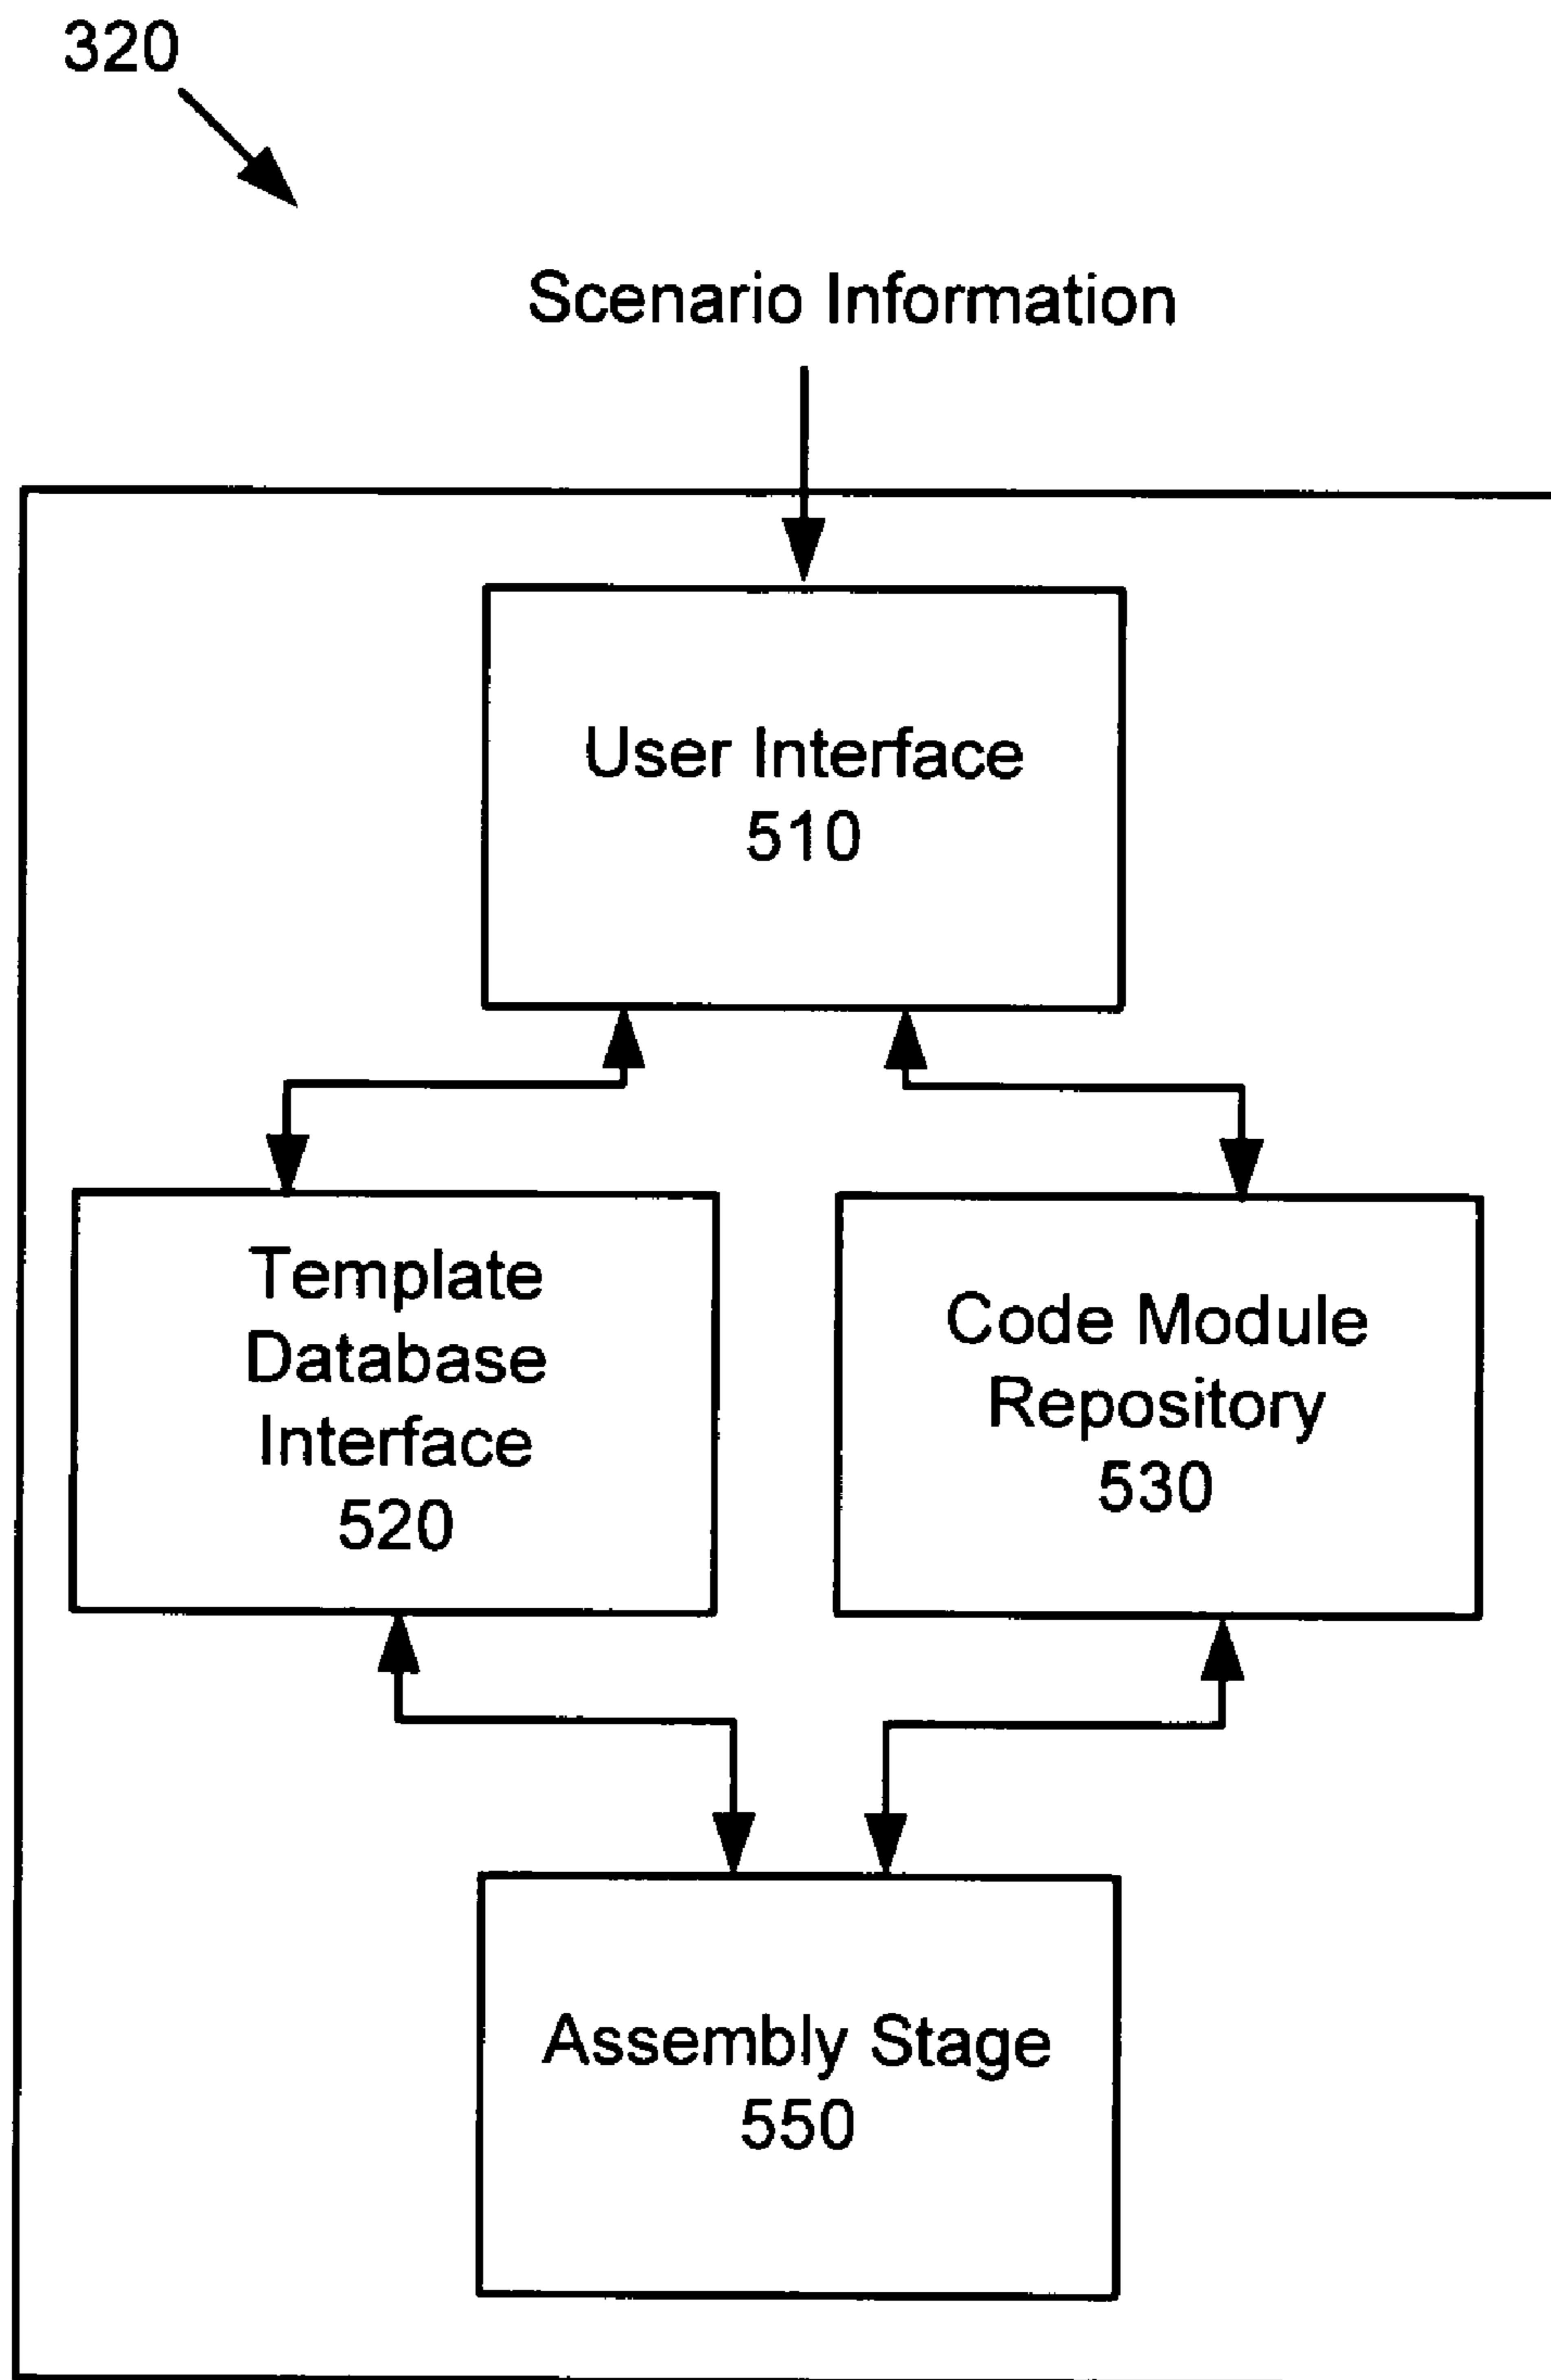 320
Scenario Information
User Interface
510
Template
Database
Interface
520
Code Module
Repository
530
Assembly Stage
550